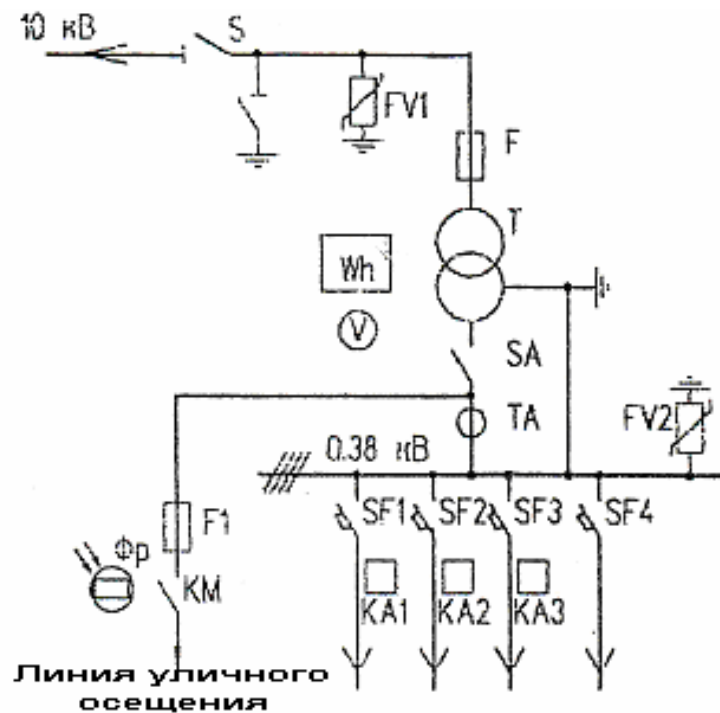 10 кВ
S
FV1
F
T
Wh
V
SA
TA
FV2
0.38 кВ
F1
SF1
SF2
SF3
SF4
Фр
KM
KA1
KA2
KA3
Линия уличного
осещения